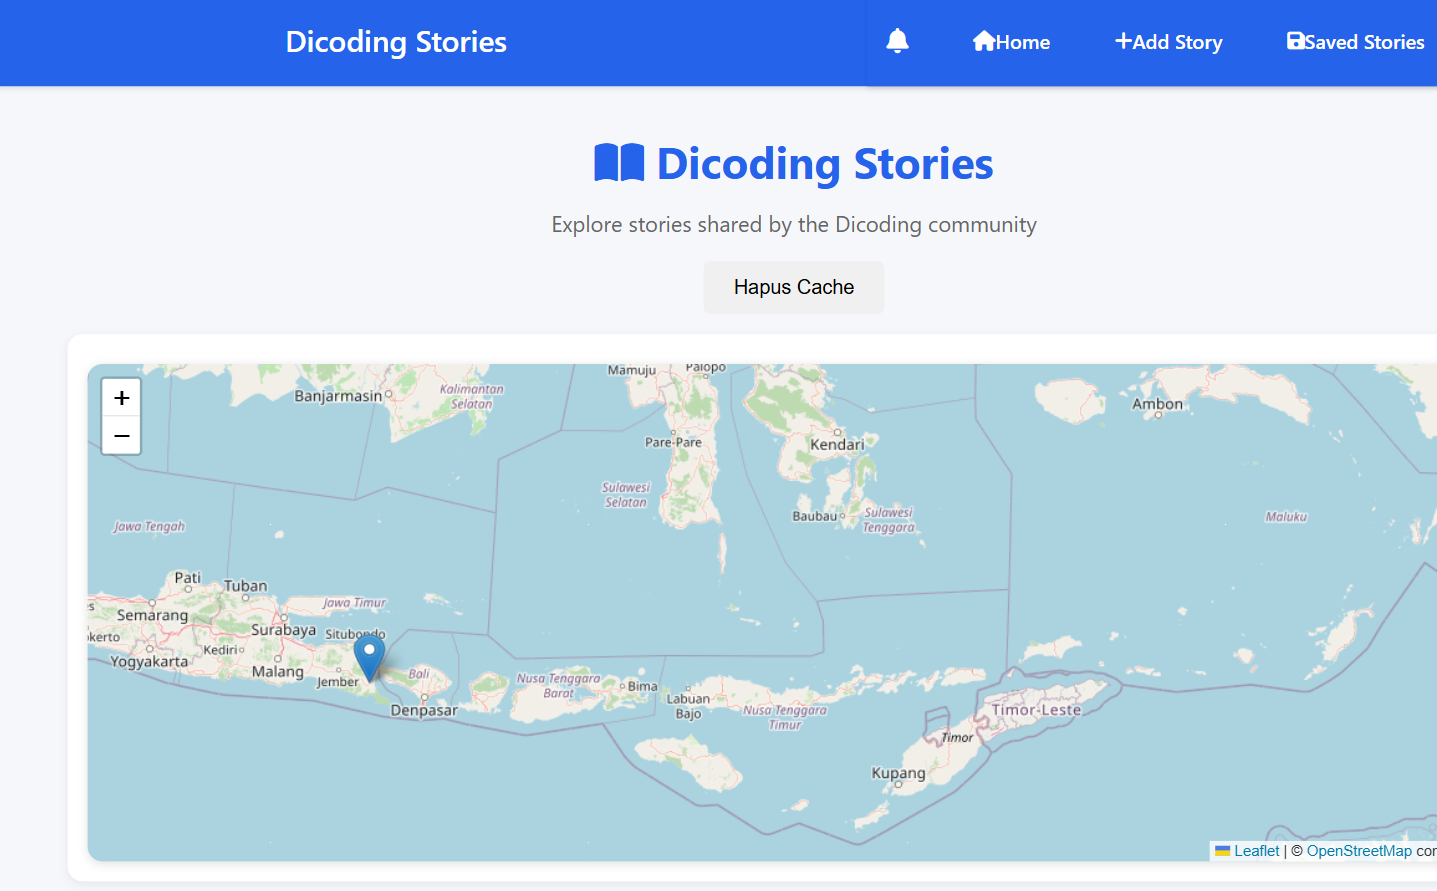 Dicoding Stories
Home
Add Story
Saved Stories
Dicoding Stories
Explore stories shared by the Dicoding community
Hapus Cache
+
−
Mamuju
Palopo
Banjarmasin
Kalimantan
Selatan
Ambon
Pare-Pare
Kendari
Sulawesi
Selatan
Baubau
Sulawesi
Tenggara
Maluku
Jawa Tengah
Pati
Tuban
Semarang
Jawa Timur
Surabaya
Situbondo
kerto
Kediri
Yogyakarta
Malang
Jember
Bali
Denpasar
Nusa Tenggara
Barat
Bima
Labuan
Bajo
Nusa Tenggara
Timur
Timor-Leste
Timor
Kupang
Leaflet | © OpenStreetMap con